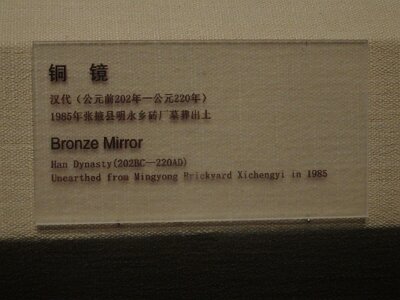 铜 镜
汉代（公元前202年—公元220年）
1985年张掖县明永乡砖厂墓葬出土
Bronze Mirror
Han Dynasty(202BC—220AD)
Unearthed from Mingyong Brickyard Xichengyi in 1985